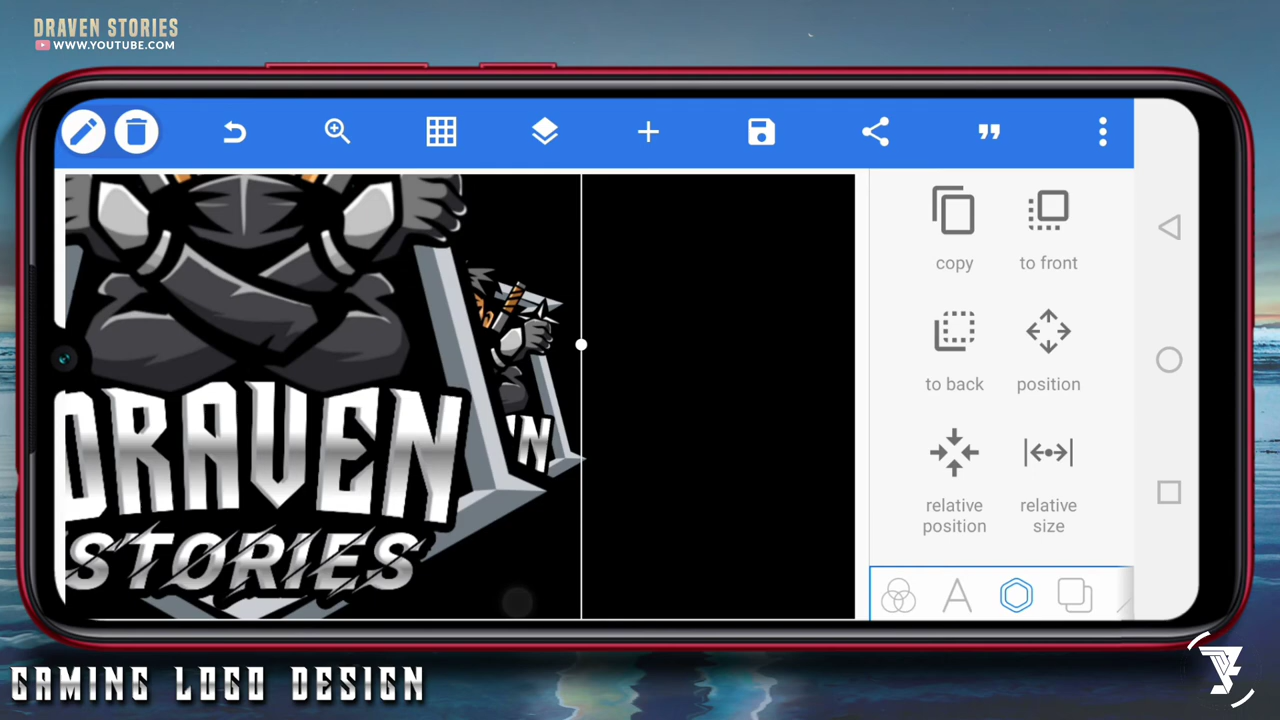 DRAVEN STORIES
WWW.YOUTUBE.COM
copy
to front
to back
position
relative
position
relative
size
DRAVEN
STORIES
'N
GAMING LOGO DESIGN